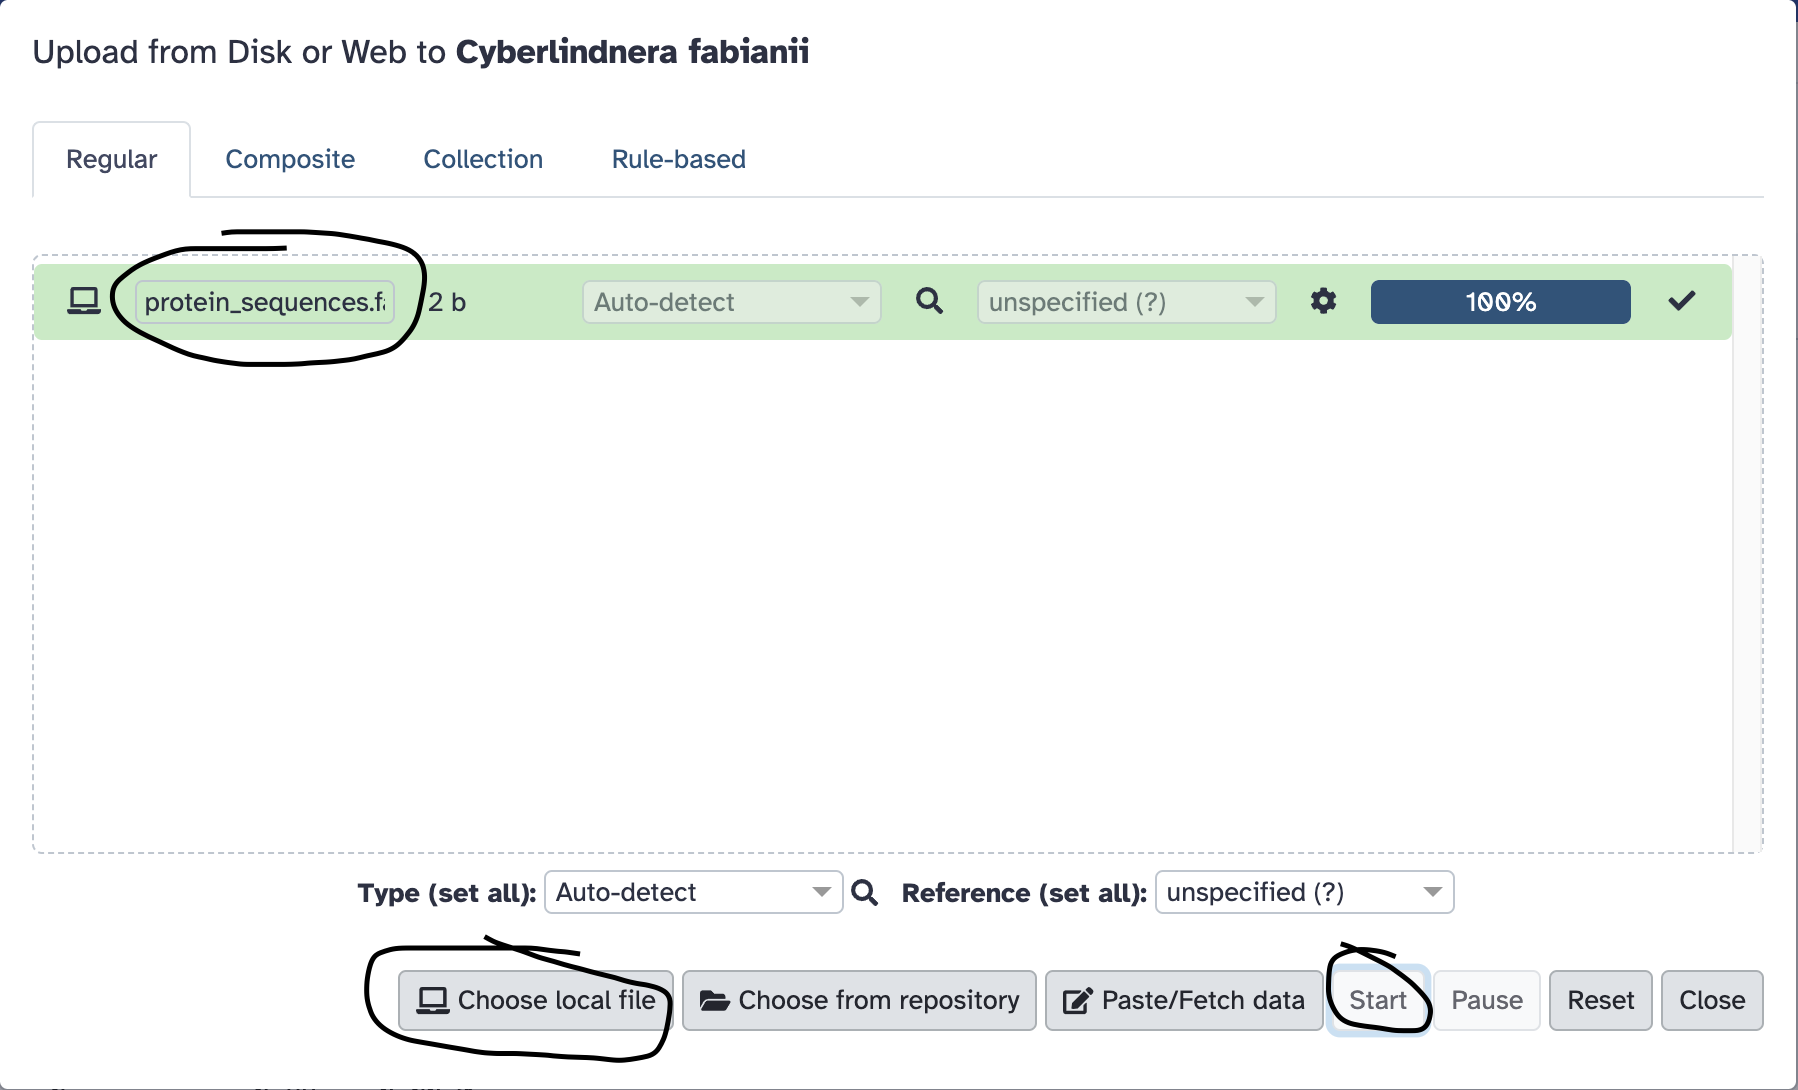 Upload from Disk or Web to Cyberlindnera fabianii
Regular Composite Collection Rule-based
protein_sequences.fa 2 b Auto-detect unspecified (?) 100%
Type (set all): Auto-detect Reference (set all): unspecified (?)
Choose local file Choose from repository Paste/Fetch data Start Pause Reset Close